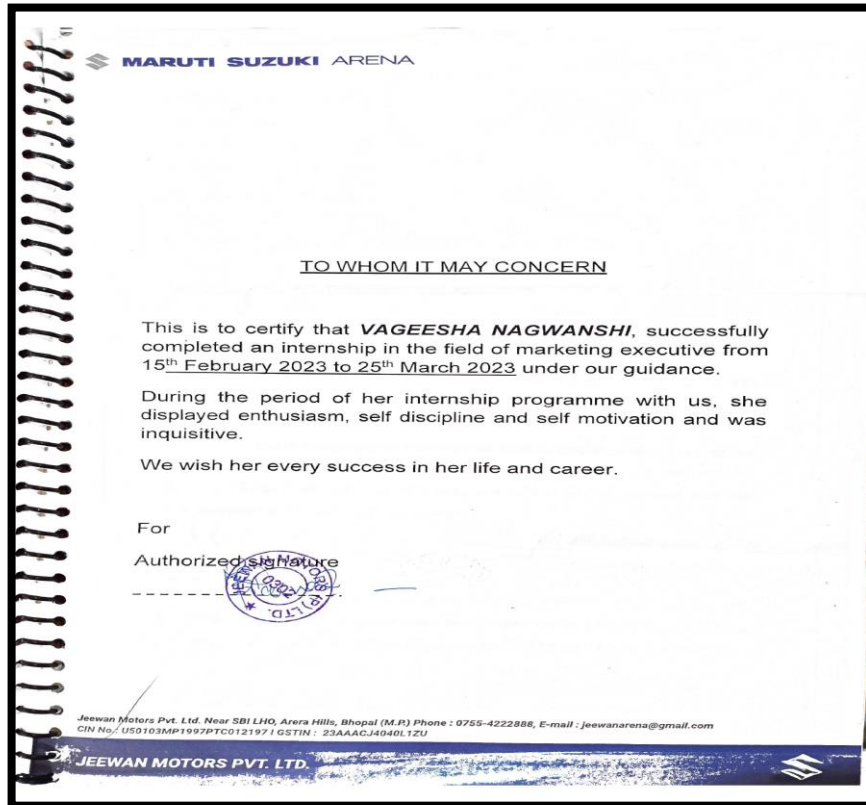 MARUTI SUZUKI ARENA
TO WHOM IT MAY CONCERN
This is to certify that VAGEESHA NAGWANSHI, successfully
completed an internship in the field of marketing executive from
15th February 2023 to 25th March 2023 under our guidance.
During the period of her internship programme with us, she
displayed enthusiasm, self discipline and self motivation and was
inquisitive.
We wish her every success in her life and career.
For
Authorized signature
JEEWAN MOTORS (P) LTD. ★
0302
Jeewan Motors Pvt. Ltd. Near SBI LHO, Arera Hills, Bhopal (M.P.) Phone : 0755-4222888, E-mail : jeewanarena@gmail.com
CIN No.: U50103MP1997PTC012197 I GSTIN : 23AAACJ4040L1ZU
JEEWAN MOTORS PVT. LTD.